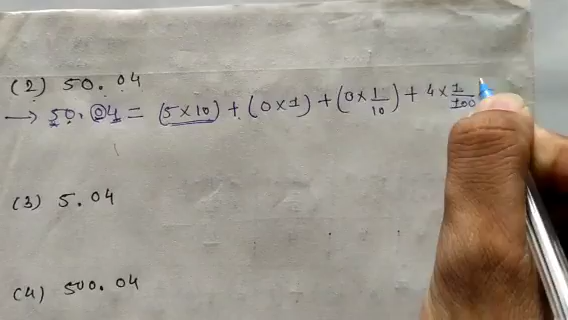 (2) 50.04
→ 50.04 = (5×10) + (0×1) + (0×1/10) + 4×1/100
(3) 5.04
(4) 500.04